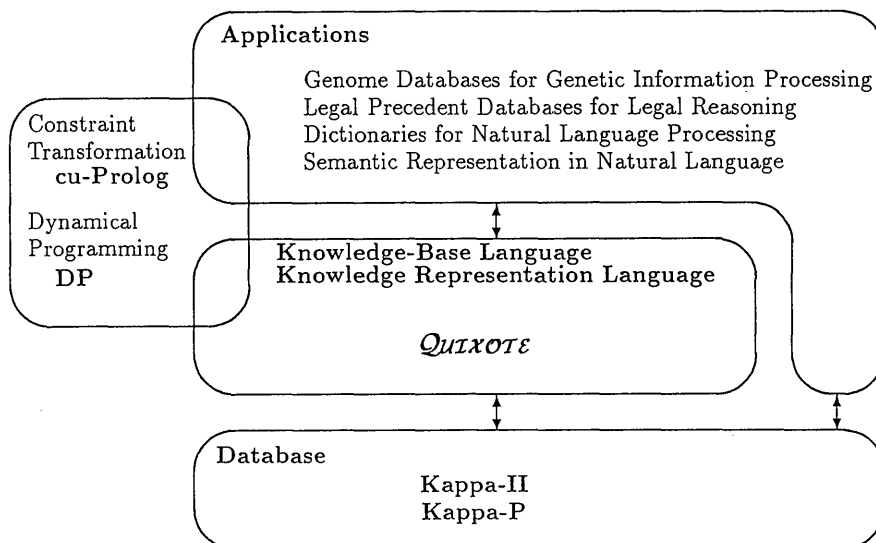 Applications
Genome Databases for Genetic Information Processing
Legal Precedent Databases for Legal Reasoning
Dictionaries for Natural Language Processing
Semantic Representation in Natural Language
Constraint
Transformation
cu-Prolog
Dynamical
Programming
DP
Knowledge-Base Language
Knowledge Representation Language
QUIXOTE
Database
Kappa-II
Kappa-P